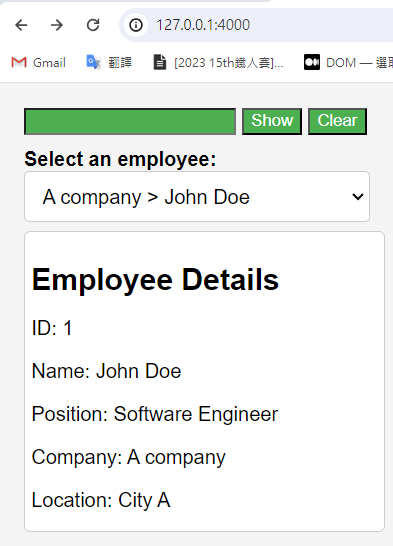 127.0.0.1:4000
Gmail 翻譯 [2023 15th鐵人賽]... DOM — 選取
Show Clear
Select an employee:
A company > John Doe
Employee Details
ID: 1
Name: John Doe
Position: Software Engineer
Company: A company
Location: City A